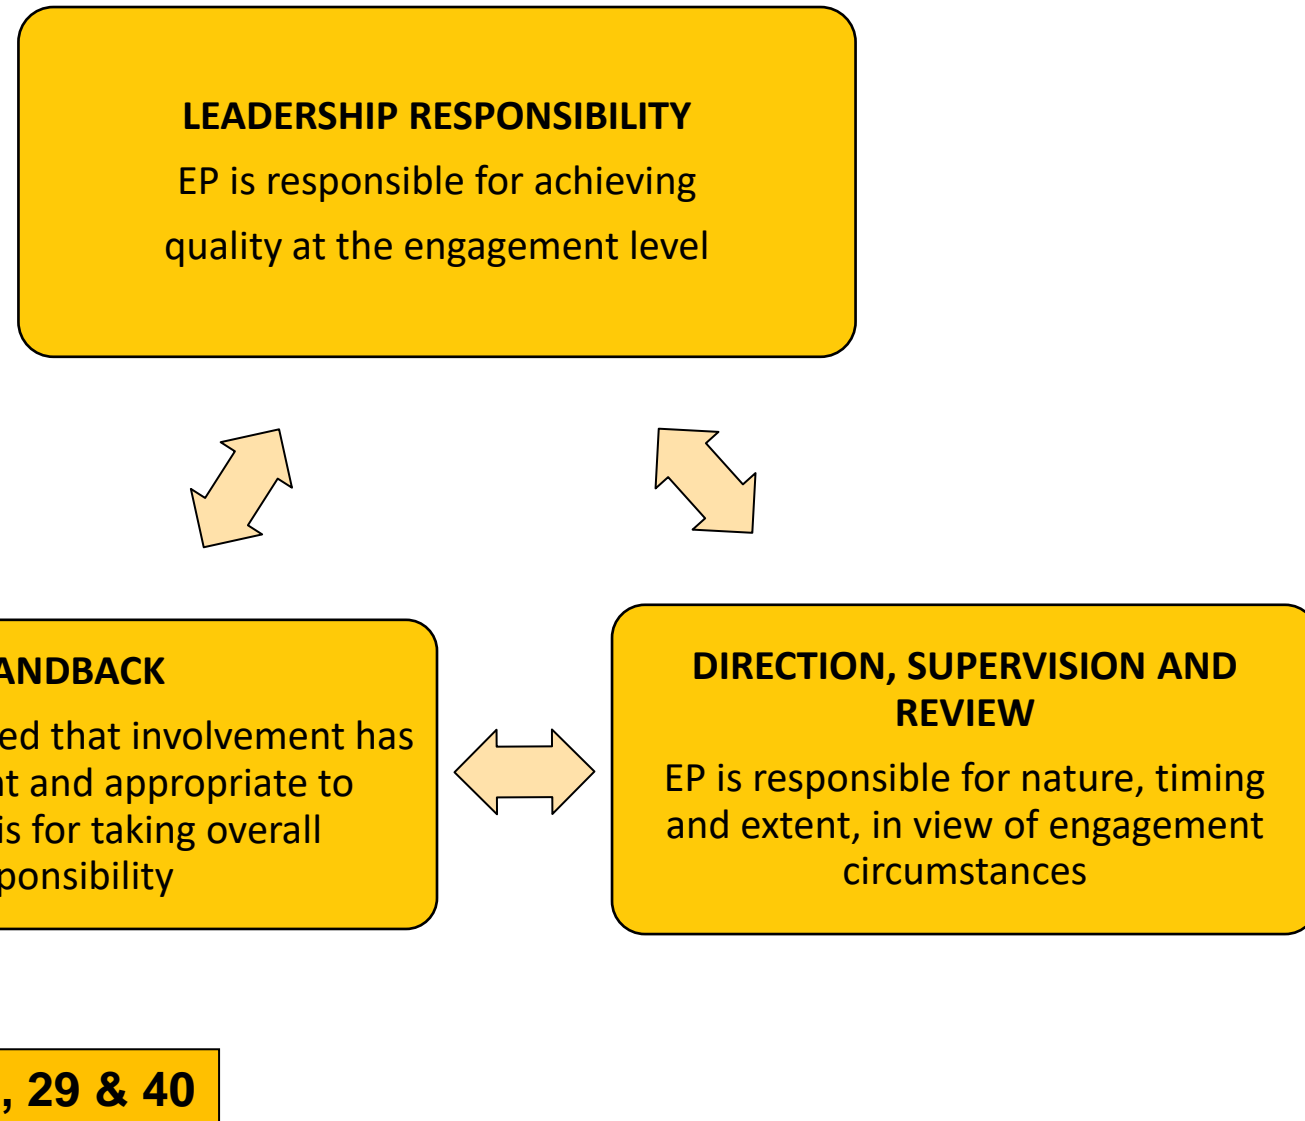 LEADERSHIP RESPONSIBILITY
EP is responsible for achieving
quality at the engagement level
ANDBACK
ed that involvement has
nt and appropriate to
is for taking overall
ponsibility
DIRECTION, SUPERVISION AND
REVIEW
EP is responsible for nature, timing
and extent, in view of engagement
circumstances
, 29 & 40